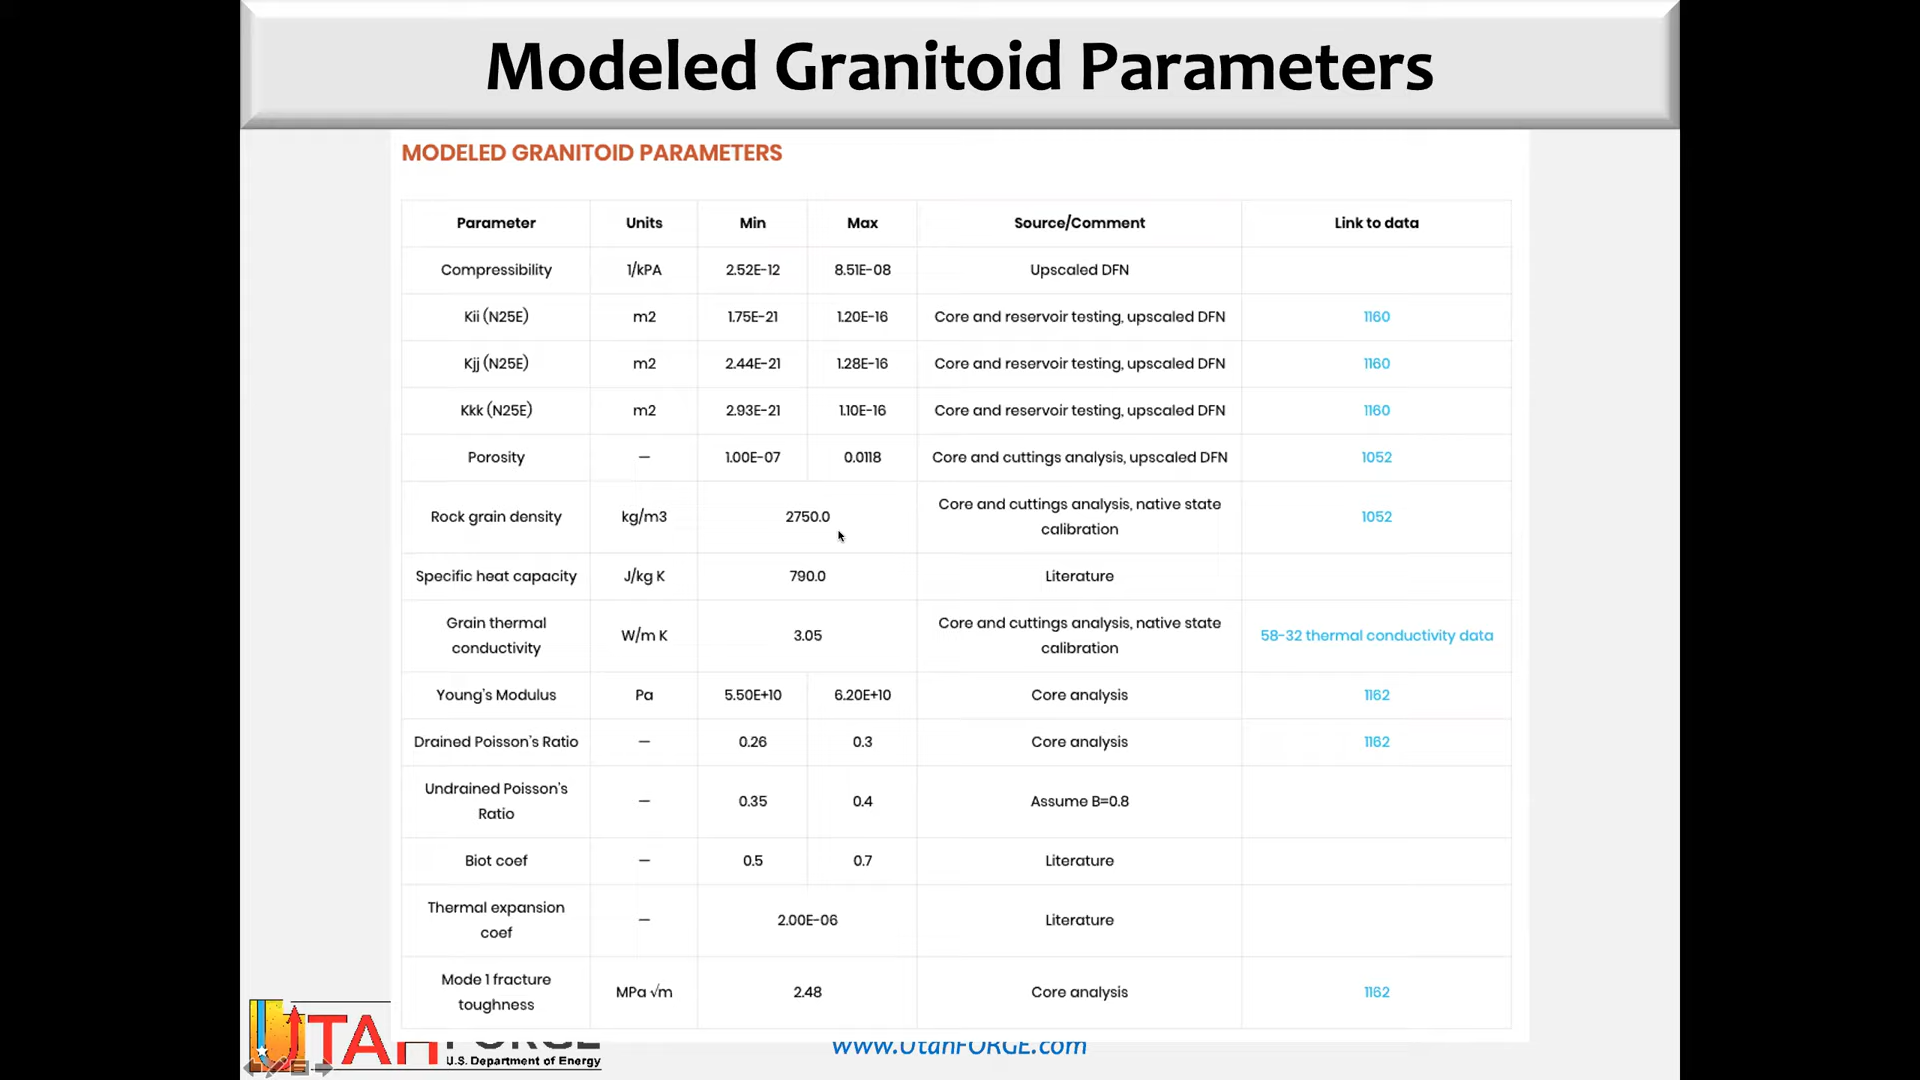 Modeled Granitoid Parameters
MODELED GRANITOID PARAMETERS
Parameter Units Min Max Source/Comment Link to data
Compressibility 1/kPA 2.52E-12 8.51E-08 Upscaled DFN
Kii (N25E) m2 1.75E-21 1.20E-16 Core and reservoir testing, upscaled DFN 1160
Kjj (N25E) m2 2.44E-21 1.28E-16 Core and reservoir testing, upscaled DFN 1160
Kkk (N25E) m2 2.93E-21 1.10E-16 Core and reservoir testing, upscaled DFN 1160
Porosity — 1.00E-07 0.0118 Core and cuttings analysis, upscaled DFN 1052
Rock grain density kg/m3 2750.0 Core and cuttings analysis, native state
calibration 1052
Specific heat capacity J/kg K 790.0 Literature
Grain thermal
conductivity W/m K 3.05 Core and cuttings analysis, native state
calibration 58-32 thermal conductivity data
Young's Modulus Pa 5.50E+10 6.20E+10 Core analysis 1162
Drained Poisson's Ratio — 0.26 0.3 Core analysis 1162
Undrained Poisson's
Ratio — 0.35 0.4 Assume B=0.8
Biot coef — 0.5 0.7 Literature
Thermal expansion
coef — 2.00E-06 Literature
Mode 1 fracture
toughness MPa √m 2.48 Core analysis 1162
UTAH FORGE
U.S. Department of Energy
www.UtahFORGE.com